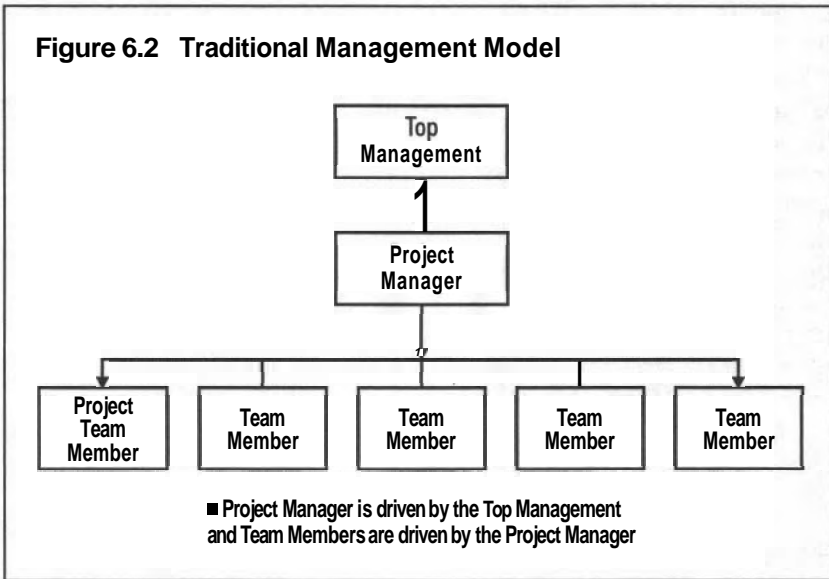 Figure 6.2 Traditional Management Model
Top
Management
Project
Manager
Project
Team
Member
Team
Member
Team
Member
Team
Member
Team
Member
■ Project Manager is driven by the Top Management
and Team Members are driven by the Project Manager